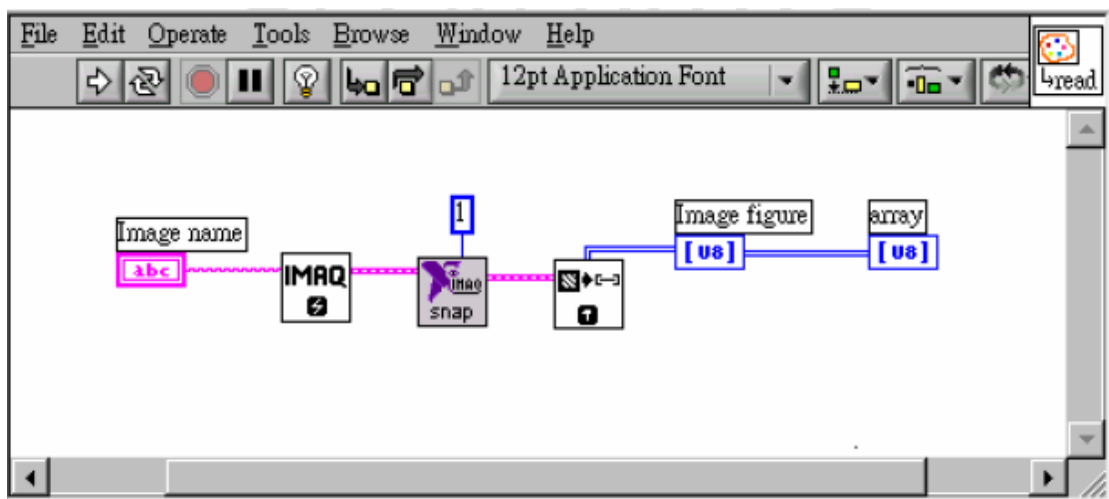 File Edit Operate Tools Browse Window Help
12pt Application Font
read
1
Image name
Image figure
array
abc
[U8]
[U8]
IMAQ
IMAQ
snap